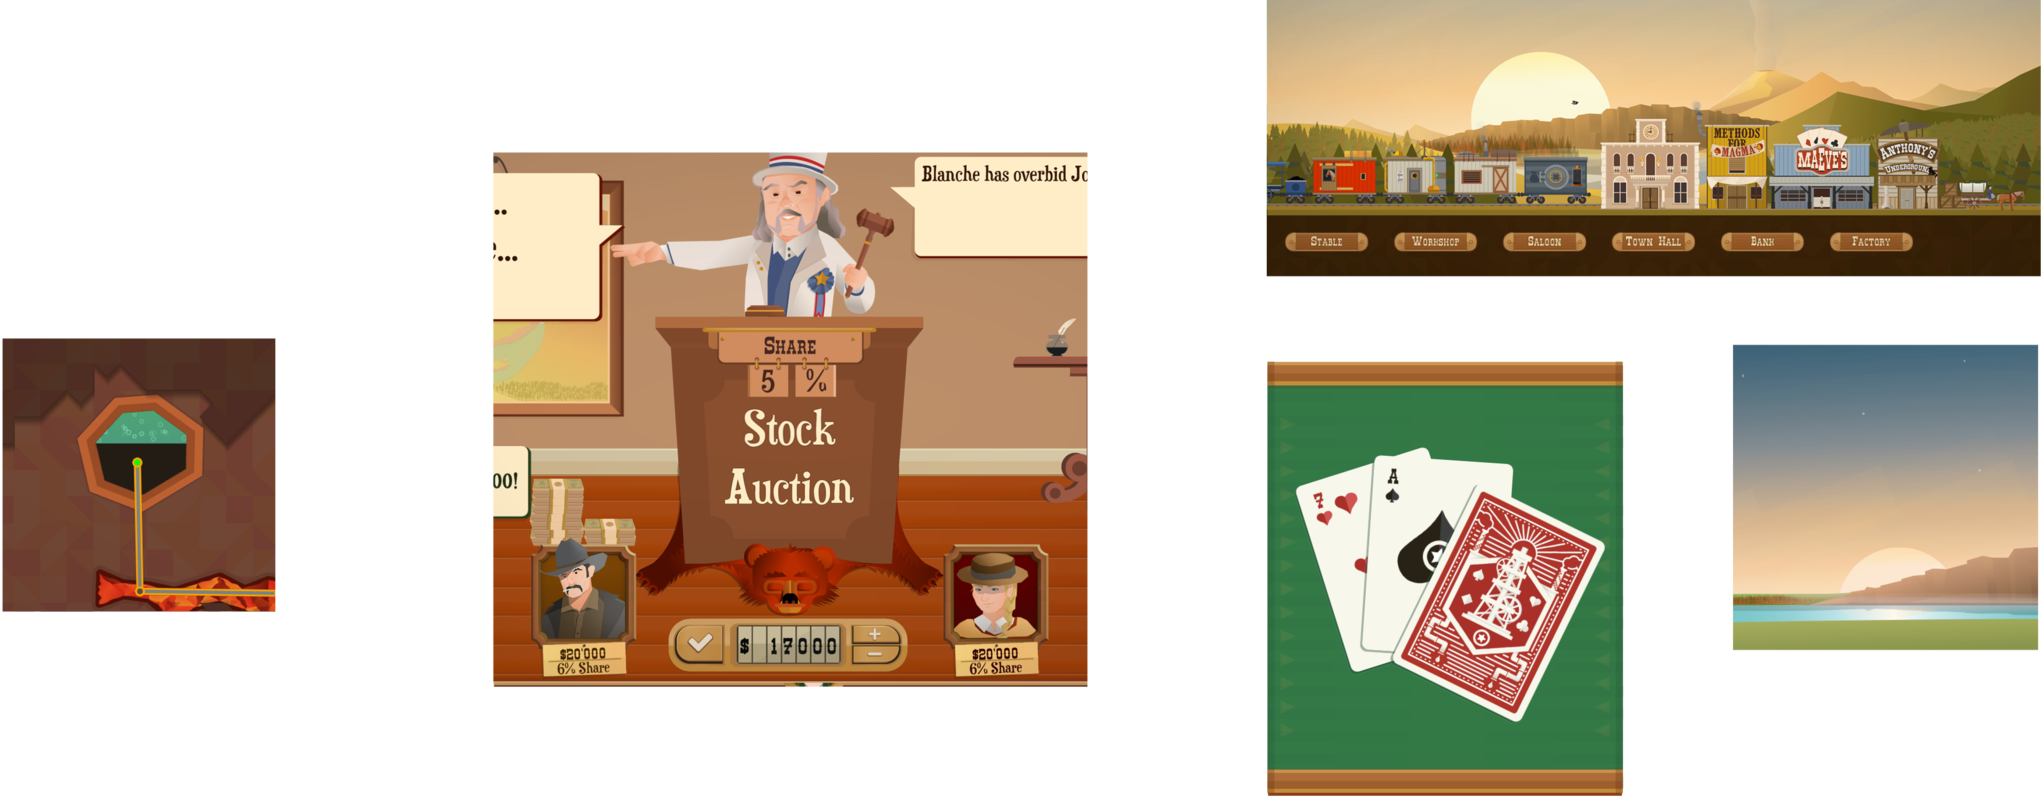 ...
...
Blanche has overbid Jo
00!
SHARE
5 %
Stock
Auction
$20'000
6% Share
$ 17000
$20'000
6% Share
METHODS
FOR
MAGMA
MAEVE'S
ANTHONY'S
UNDERGROUND
STABLE
WORKSHOP
SALOON
TOWN HALL
BANK
FACTORY
7
A